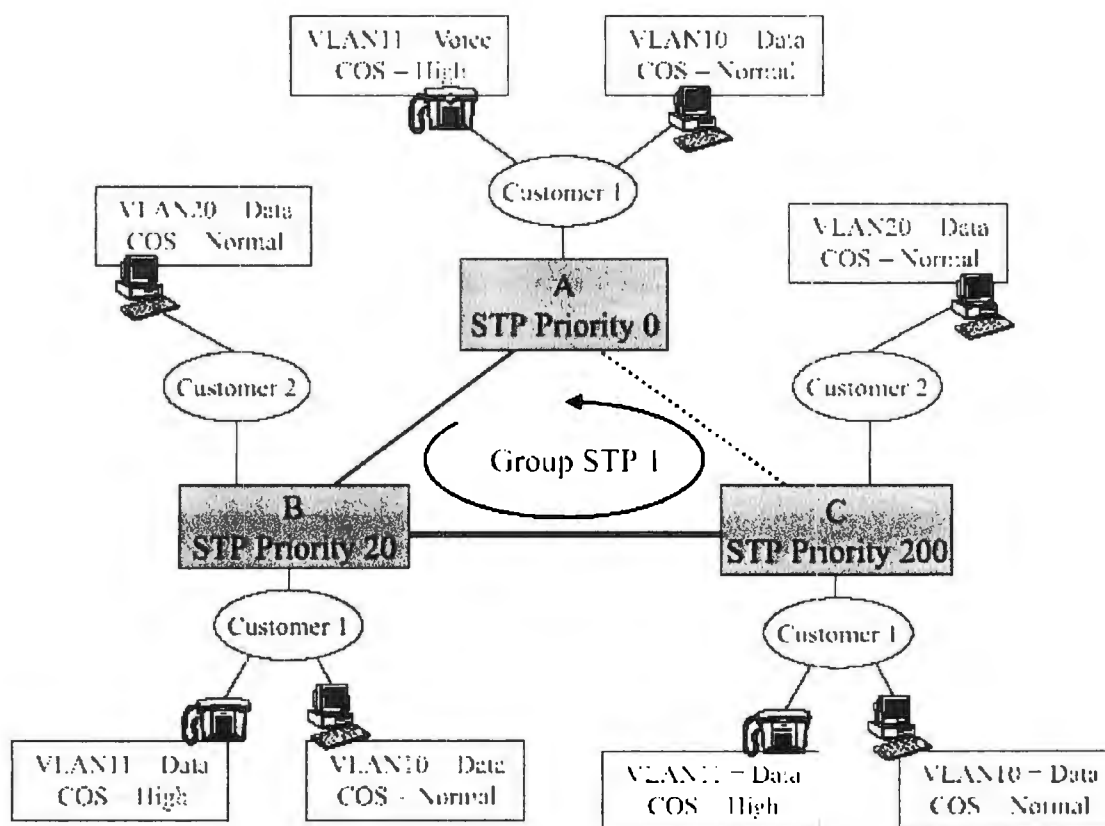 VLAN11 Voice
COS – High
VLAN10 Data
COS – Normal
Customer 1
VLAN20 Data
COS Normal
VLAN20 Data
COS – Normal
A
STP Priority 0
Customer 2
Customer 2
Group STP 1
B
STP Priority 20
C
STP Priority 200
Customer 1
Customer 1
VLAN11 Data
COS High
VLAN10 Data
COS - Normal
VLAN11 – Data
COS High
VLAN10 – Data
COS Normal